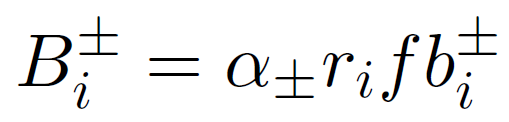 $B_i^{\pm} = \alpha_{\pm} r_i f b_i^{\pm}$